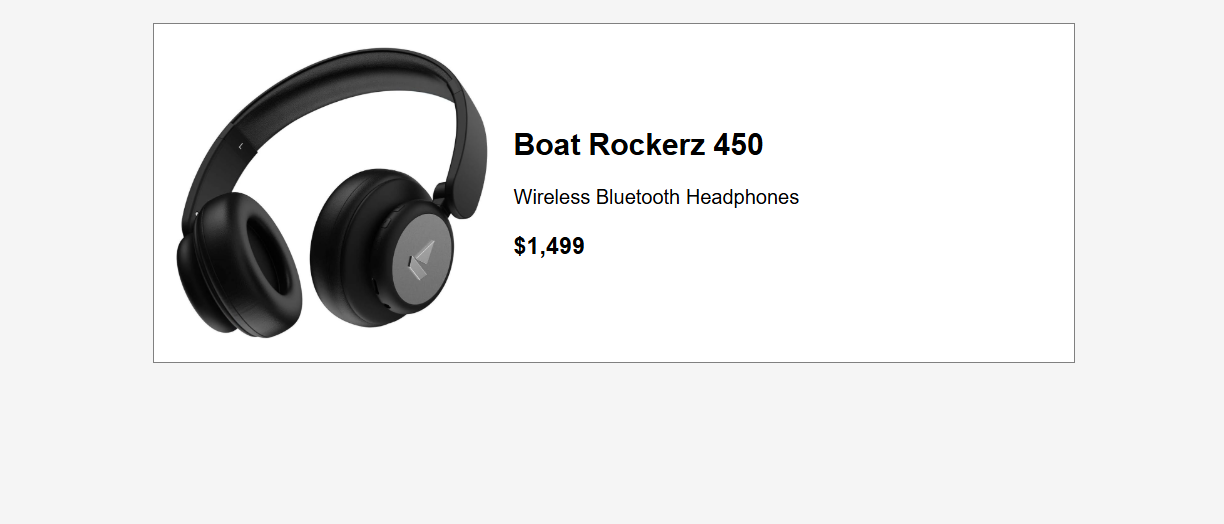 L
Boat Rockerz 450
Wireless Bluetooth Headphones
$1,499